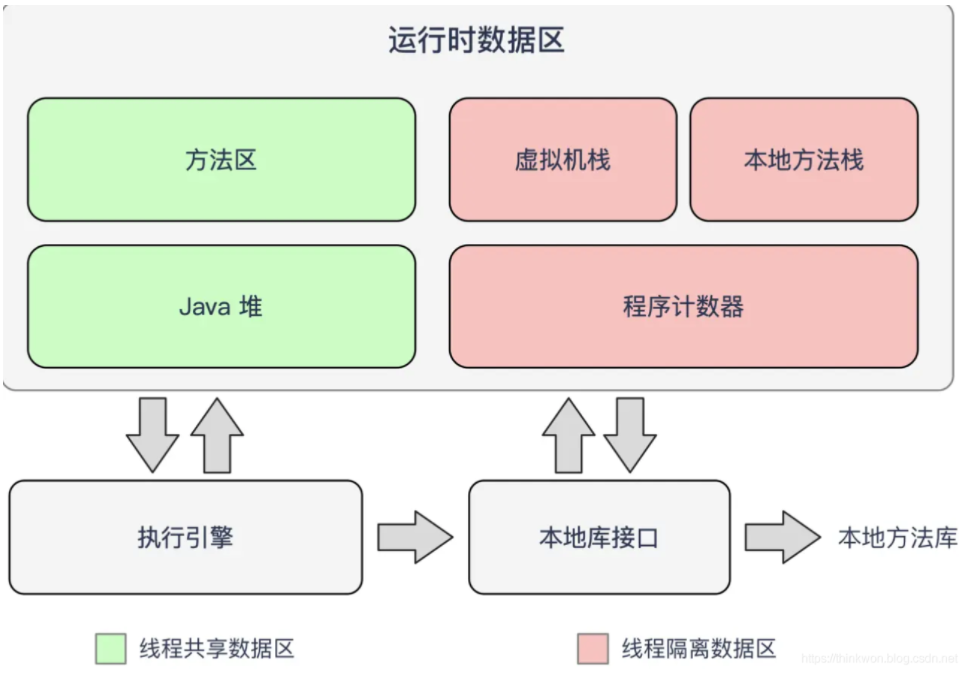 运行时数据区
方法区
虚拟机栈
本地方法栈
Java 堆
程序计数器
执行引擎
本地库接口
本地方法库
线程共享数据区
线程隔离数据区
https://thinkwon.blog.csdn.net